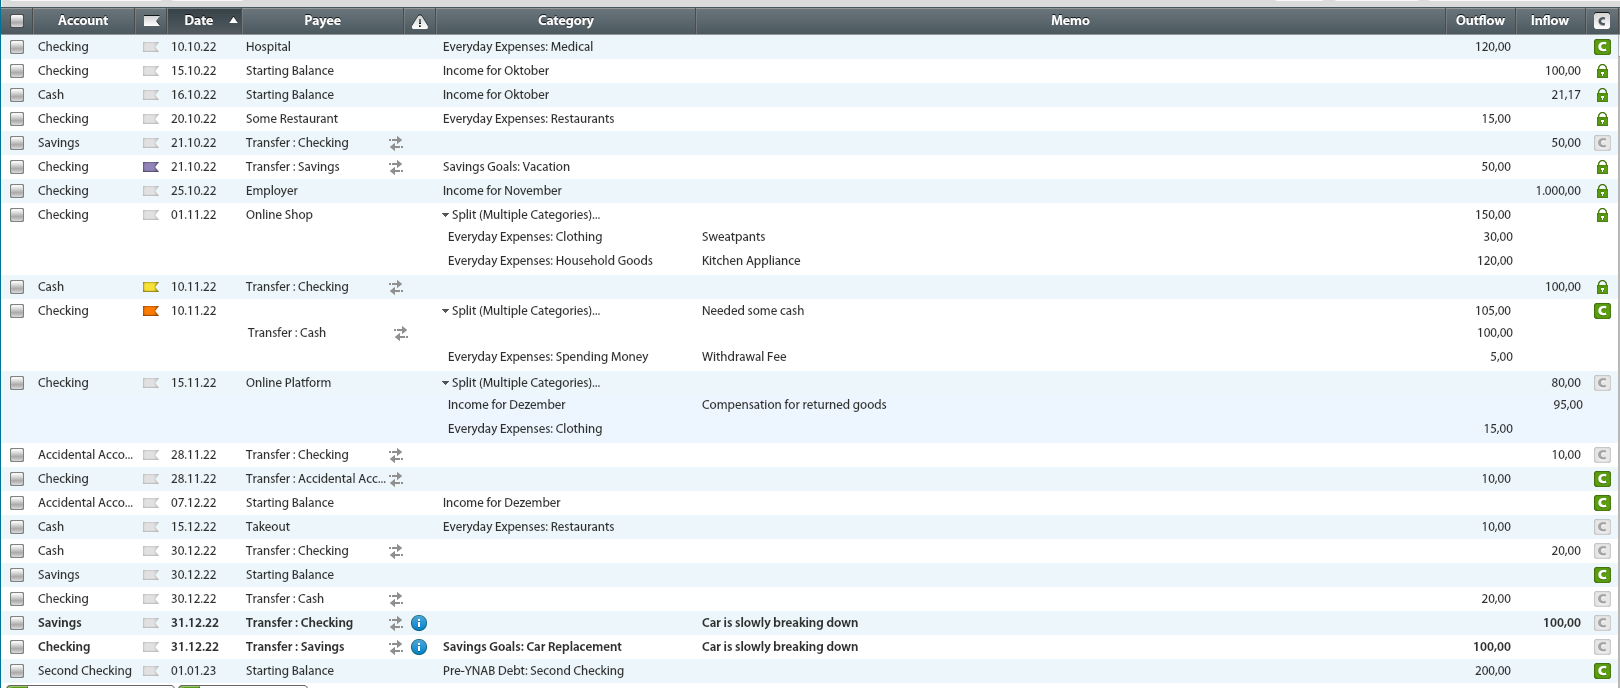 Account Date Payee Category Memo Outflow Inflow C
Checking 10.10.22 Hospital Everyday Expenses: Medical 120,00 C
Checking 15.10.22 Starting Balance Income for Oktober 100,00
Cash 16.10.22 Starting Balance Income for Oktober 21,17
Checking 20.10.22 Some Restaurant Everyday Expenses: Restaurants 15,00
Savings 21.10.22 Transfer : Checking 50,00 C
Checking 21.10.22 Transfer : Savings Savings Goals: Vacation 50,00
Checking 25.10.22 Employer Income for November 1.000,00
Checking 01.11.22 Online Shop Split (Multiple Categories)... 150,00
Everyday Expenses: Clothing Sweatpants 30,00
Everyday Expenses: Household Goods Kitchen Appliance 120,00
Cash 10.11.22 Transfer : Checking 100,00
Checking 10.11.22 Split (Multiple Categories)... Needed some cash 105,00 C
Transfer : Cash 100,00
Everyday Expenses: Spending Money Withdrawal Fee 5,00
Checking 15.11.22 Online Platform Split (Multiple Categories)... 80,00 C
Income for Dezember Compensation for returned goods 95,00
Everyday Expenses: Clothing 15,00
Accidental Acco... 28.11.22 Transfer : Checking 10,00 C
Checking 28.11.22 Transfer : Accidental Acc... 10,00 C
Accidental Acco... 07.12.22 Starting Balance Income for Dezember C
Cash 15.12.22 Takeout Everyday Expenses: Restaurants 10,00 C
Cash 30.12.22 Transfer : Checking 20,00 C
Savings 30.12.22 Starting Balance C
Checking 30.12.22 Transfer : Cash 20,00 C
Savings 31.12.22 Transfer : Checking i Car is slowly breaking down 100,00 C
Checking 31.12.22 Transfer : Savings i Savings Goals: Car Replacement Car is slowly breaking down 100,00 C
Second Checking 01.01.23 Starting Balance Pre-YNAB Debt: Second Checking 200,00 C